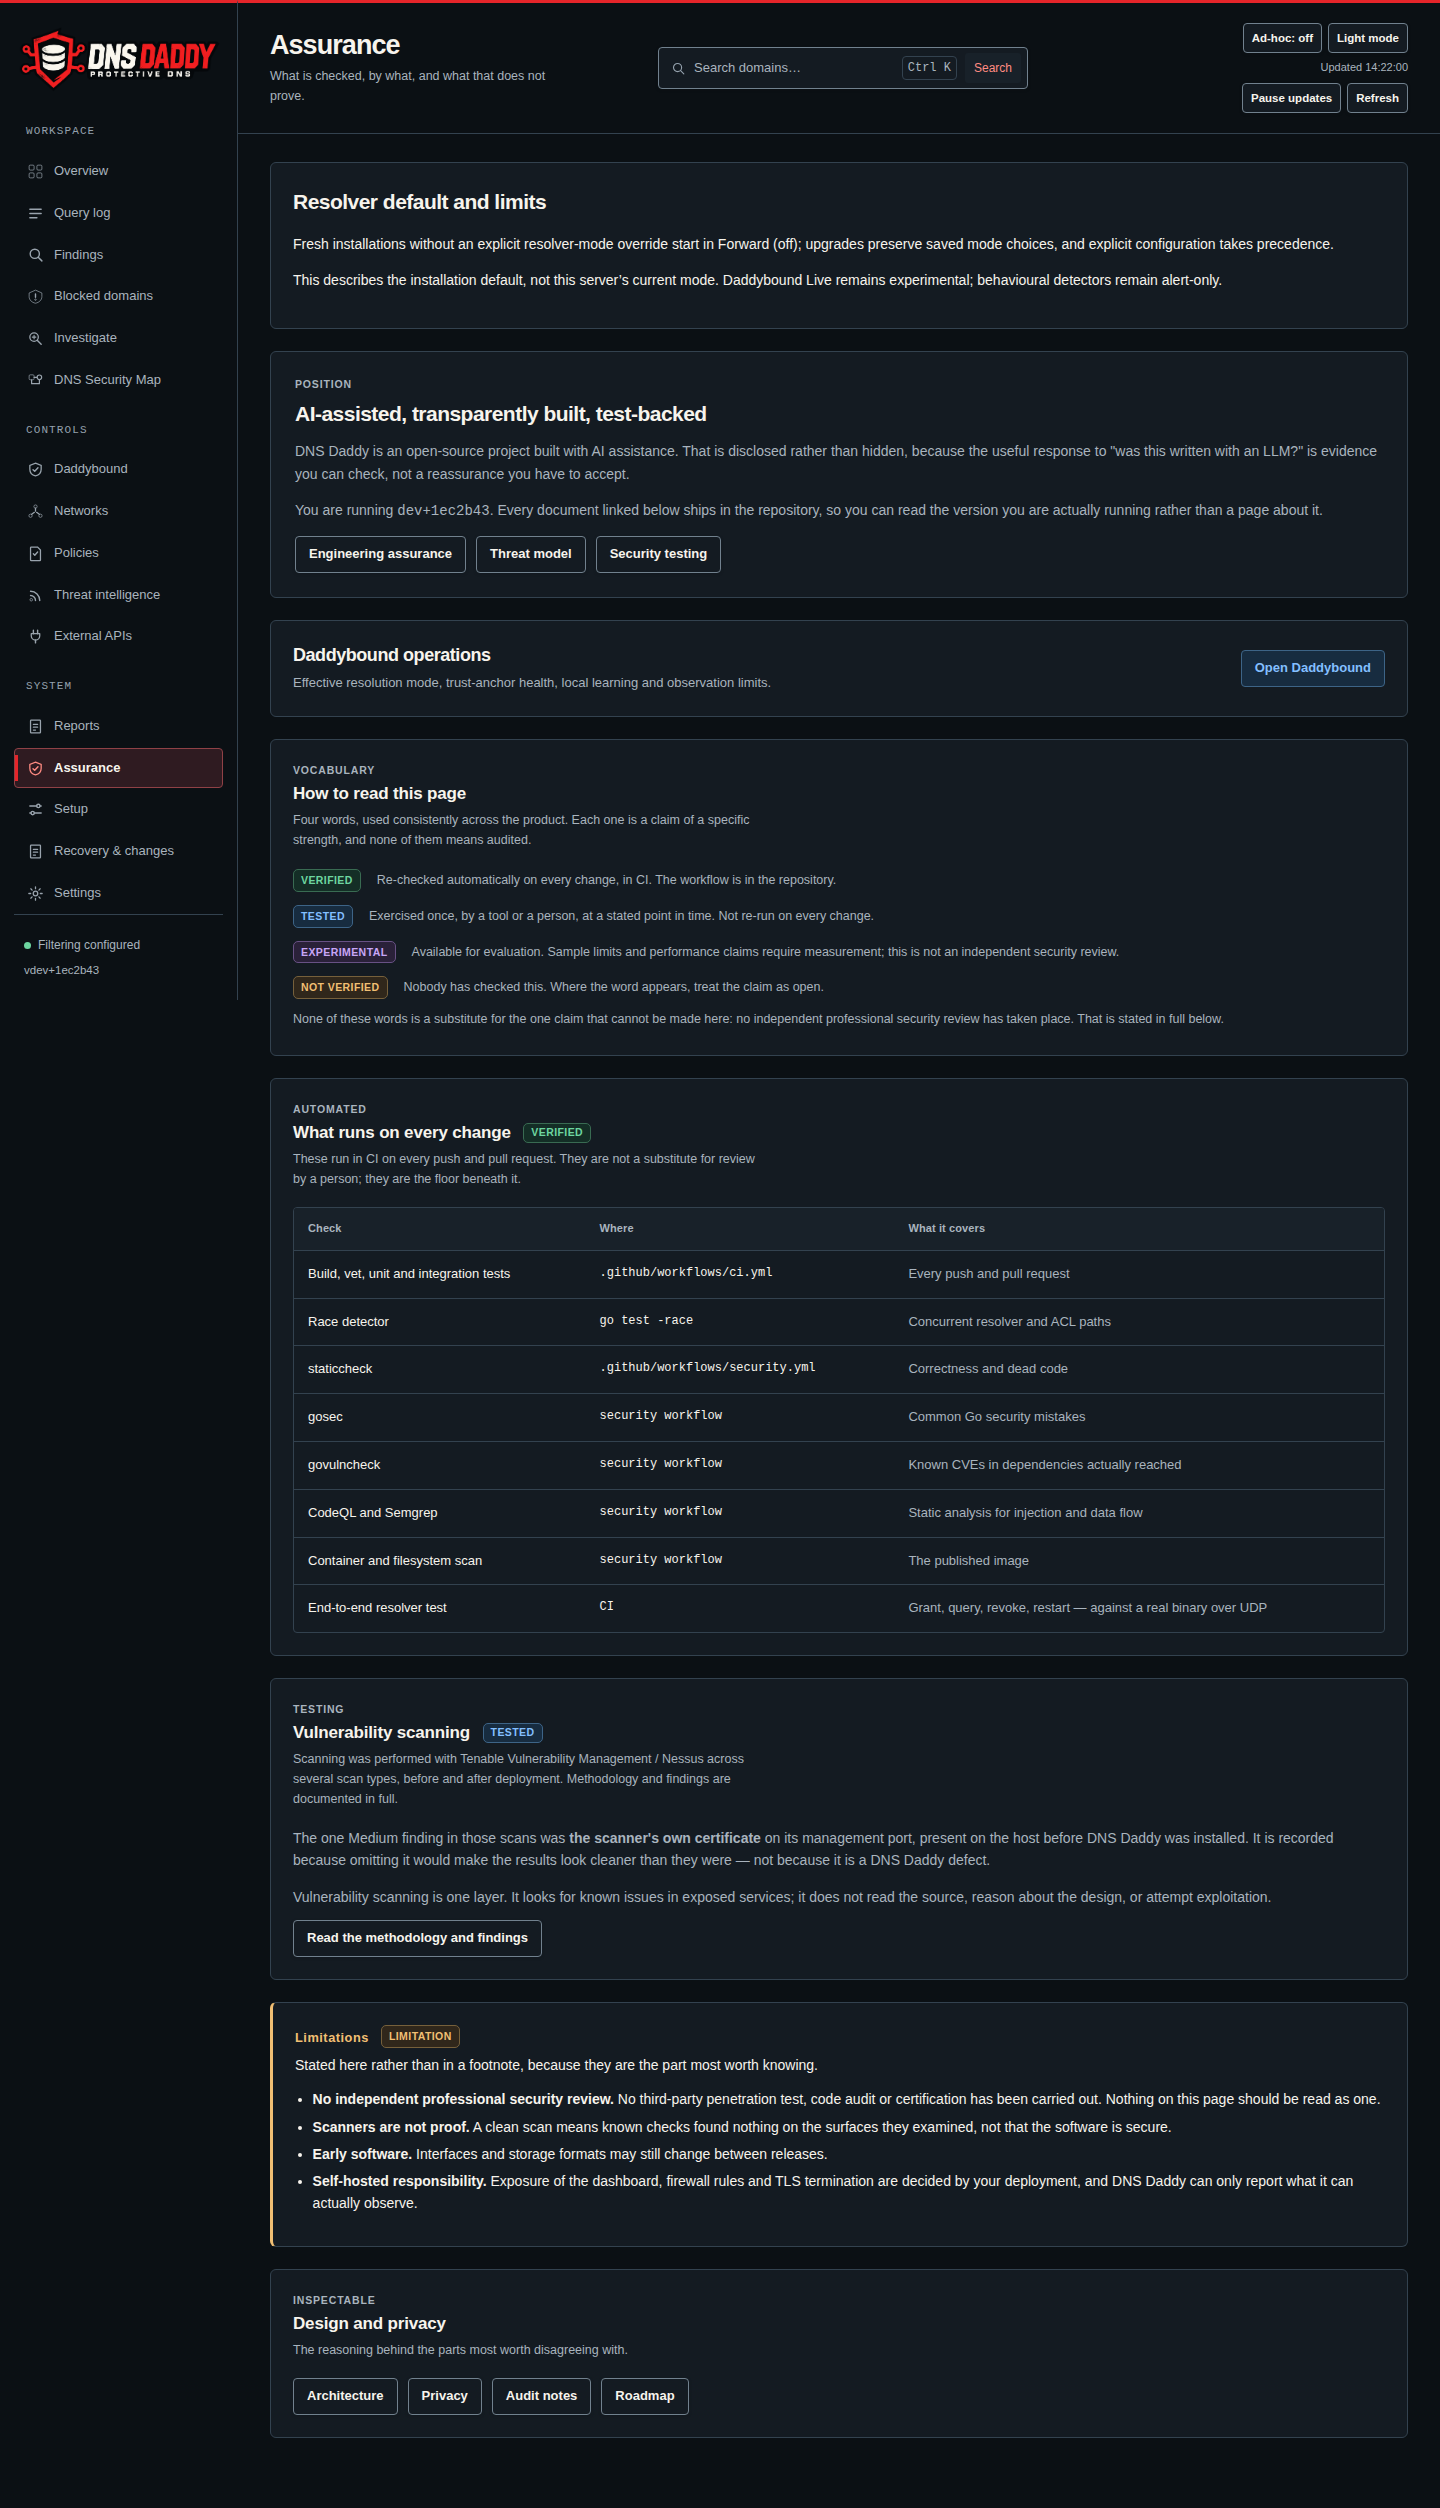 DNS DADDY
PROTECTIVE DNS
WORKSPACE
Overview
Query log
Findings
Blocked domains
Investigate
DNS Security Map
CONTROLS
Daddybound
Networks
Policies
Threat intelligence
External APIs
SYSTEM
Reports
Assurance
Setup
Recovery & changes
Settings
Filtering configured
vdev+1ec2b43
Assurance
What is checked, by what, and what that does not
prove.
Search domains…
Ctrl K
Search
Ad-hoc: off
Light mode
Updated 14:22:00
Pause updates
Refresh
Resolver default and limits
Fresh installations without an explicit resolver-mode override start in Forward (off); upgrades preserve saved mode choices, and explicit configuration takes precedence.
This describes the installation default, not this server’s current mode. Daddybound Live remains experimental; behavioural detectors remain alert-only.
POSITION
AI-assisted, transparently built, test-backed
DNS Daddy is an open-source project built with AI assistance. That is disclosed rather than hidden, because the useful response to "was this written with an LLM?" is evidence
you can check, not a reassurance you have to accept.
You are running dev+1ec2b43. Every document linked below ships in the repository, so you can read the version you are actually running rather than a page about it.
Engineering assurance
Threat model
Security testing
Daddybound operations
Effective resolution mode, trust-anchor health, local learning and observation limits.
Open Daddybound
VOCABULARY
How to read this page
Four words, used consistently across the product. Each one is a claim of a specific
strength, and none of them means audited.
VERIFIED Re-checked automatically on every change, in CI. The workflow is in the repository.
TESTED Exercised once, by a tool or a person, at a stated point in time. Not re-run on every change.
EXPERIMENTAL Available for evaluation. Sample limits and performance claims require measurement; this is not an independent security review.
NOT VERIFIED Nobody has checked this. Where the word appears, treat the claim as open.
None of these words is a substitute for the one claim that cannot be made here: no independent professional security review has taken place. That is stated in full below.
AUTOMATED
What runs on every change VERIFIED
These run in CI on every push and pull request. They are not a substitute for review
by a person; they are the floor beneath it.
Check Where What it covers
Build, vet, unit and integration tests .github/workflows/ci.yml Every push and pull request
Race detector go test -race Concurrent resolver and ACL paths
staticcheck .github/workflows/security.yml Correctness and dead code
gosec security workflow Common Go security mistakes
govulncheck security workflow Known CVEs in dependencies actually reached
CodeQL and Semgrep security workflow Static analysis for injection and data flow
Container and filesystem scan security workflow The published image
End-to-end resolver test CI Grant, query, revoke, restart — against a real binary over UDP
TESTING
Vulnerability scanning TESTED
Scanning was performed with Tenable Vulnerability Management / Nessus across
several scan types, before and after deployment. Methodology and findings are
documented in full.
The one Medium finding in those scans was the scanner's own certificate on its management port, present on the host before DNS Daddy was installed. It is recorded
because omitting it would make the results look cleaner than they were — not because it is a DNS Daddy defect.
Vulnerability scanning is one layer. It looks for known issues in exposed services; it does not read the source, reason about the design, or attempt exploitation.
Read the methodology and findings
Limitations LIMITATION
Stated here rather than in a footnote, because they are the part most worth knowing.
• No independent professional security review. No third-party penetration test, code audit or certification has been carried out. Nothing on this page should be read as one.
• Scanners are not proof. A clean scan means known checks found nothing on the surfaces they examined, not that the software is secure.
• Early software. Interfaces and storage formats may still change between releases.
• Self-hosted responsibility. Exposure of the dashboard, firewall rules and TLS termination are decided by your deployment, and DNS Daddy can only report what it can
actually observe.
INSPECTABLE
Design and privacy
The reasoning behind the parts most worth disagreeing with.
Architecture
Privacy
Audit notes
Roadmap